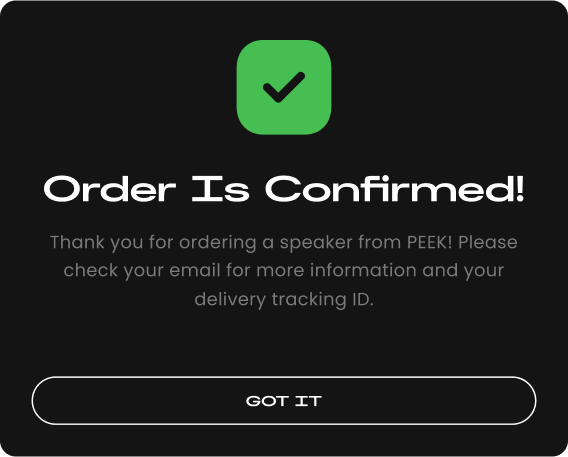 Order Is Confirmed!
Thank you for ordering a speaker from PEEK! Please
check your email for more information and your
delivery tracking ID.
GOT IT